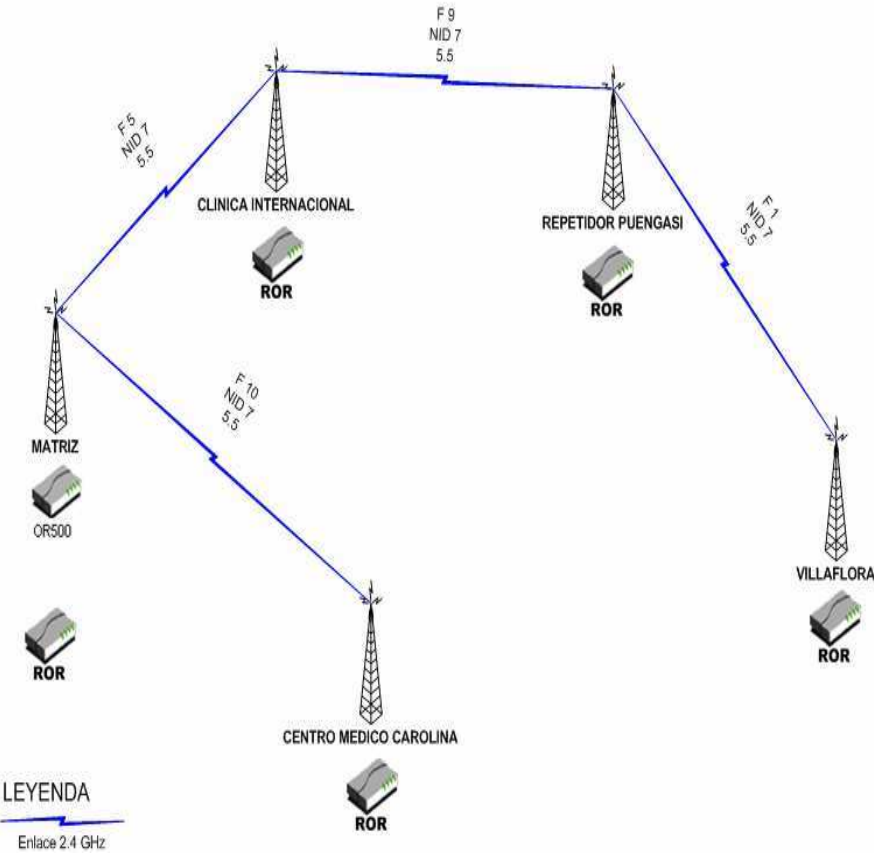 F 9
NID 7
5.5
F 5
NID 7
5.5
CLINICA INTERNACIONAL
ROR
REPETIDOR PUENGASI
ROR
F 1
NID 7
5.5
MATRIZ
OR500
ROR
F 10
NID 7
5.5
VILLAFLORA
ROR
CENTRO MEDICO CAROLINA
ROR
LEYENDA
Enlace 2.4 GHz